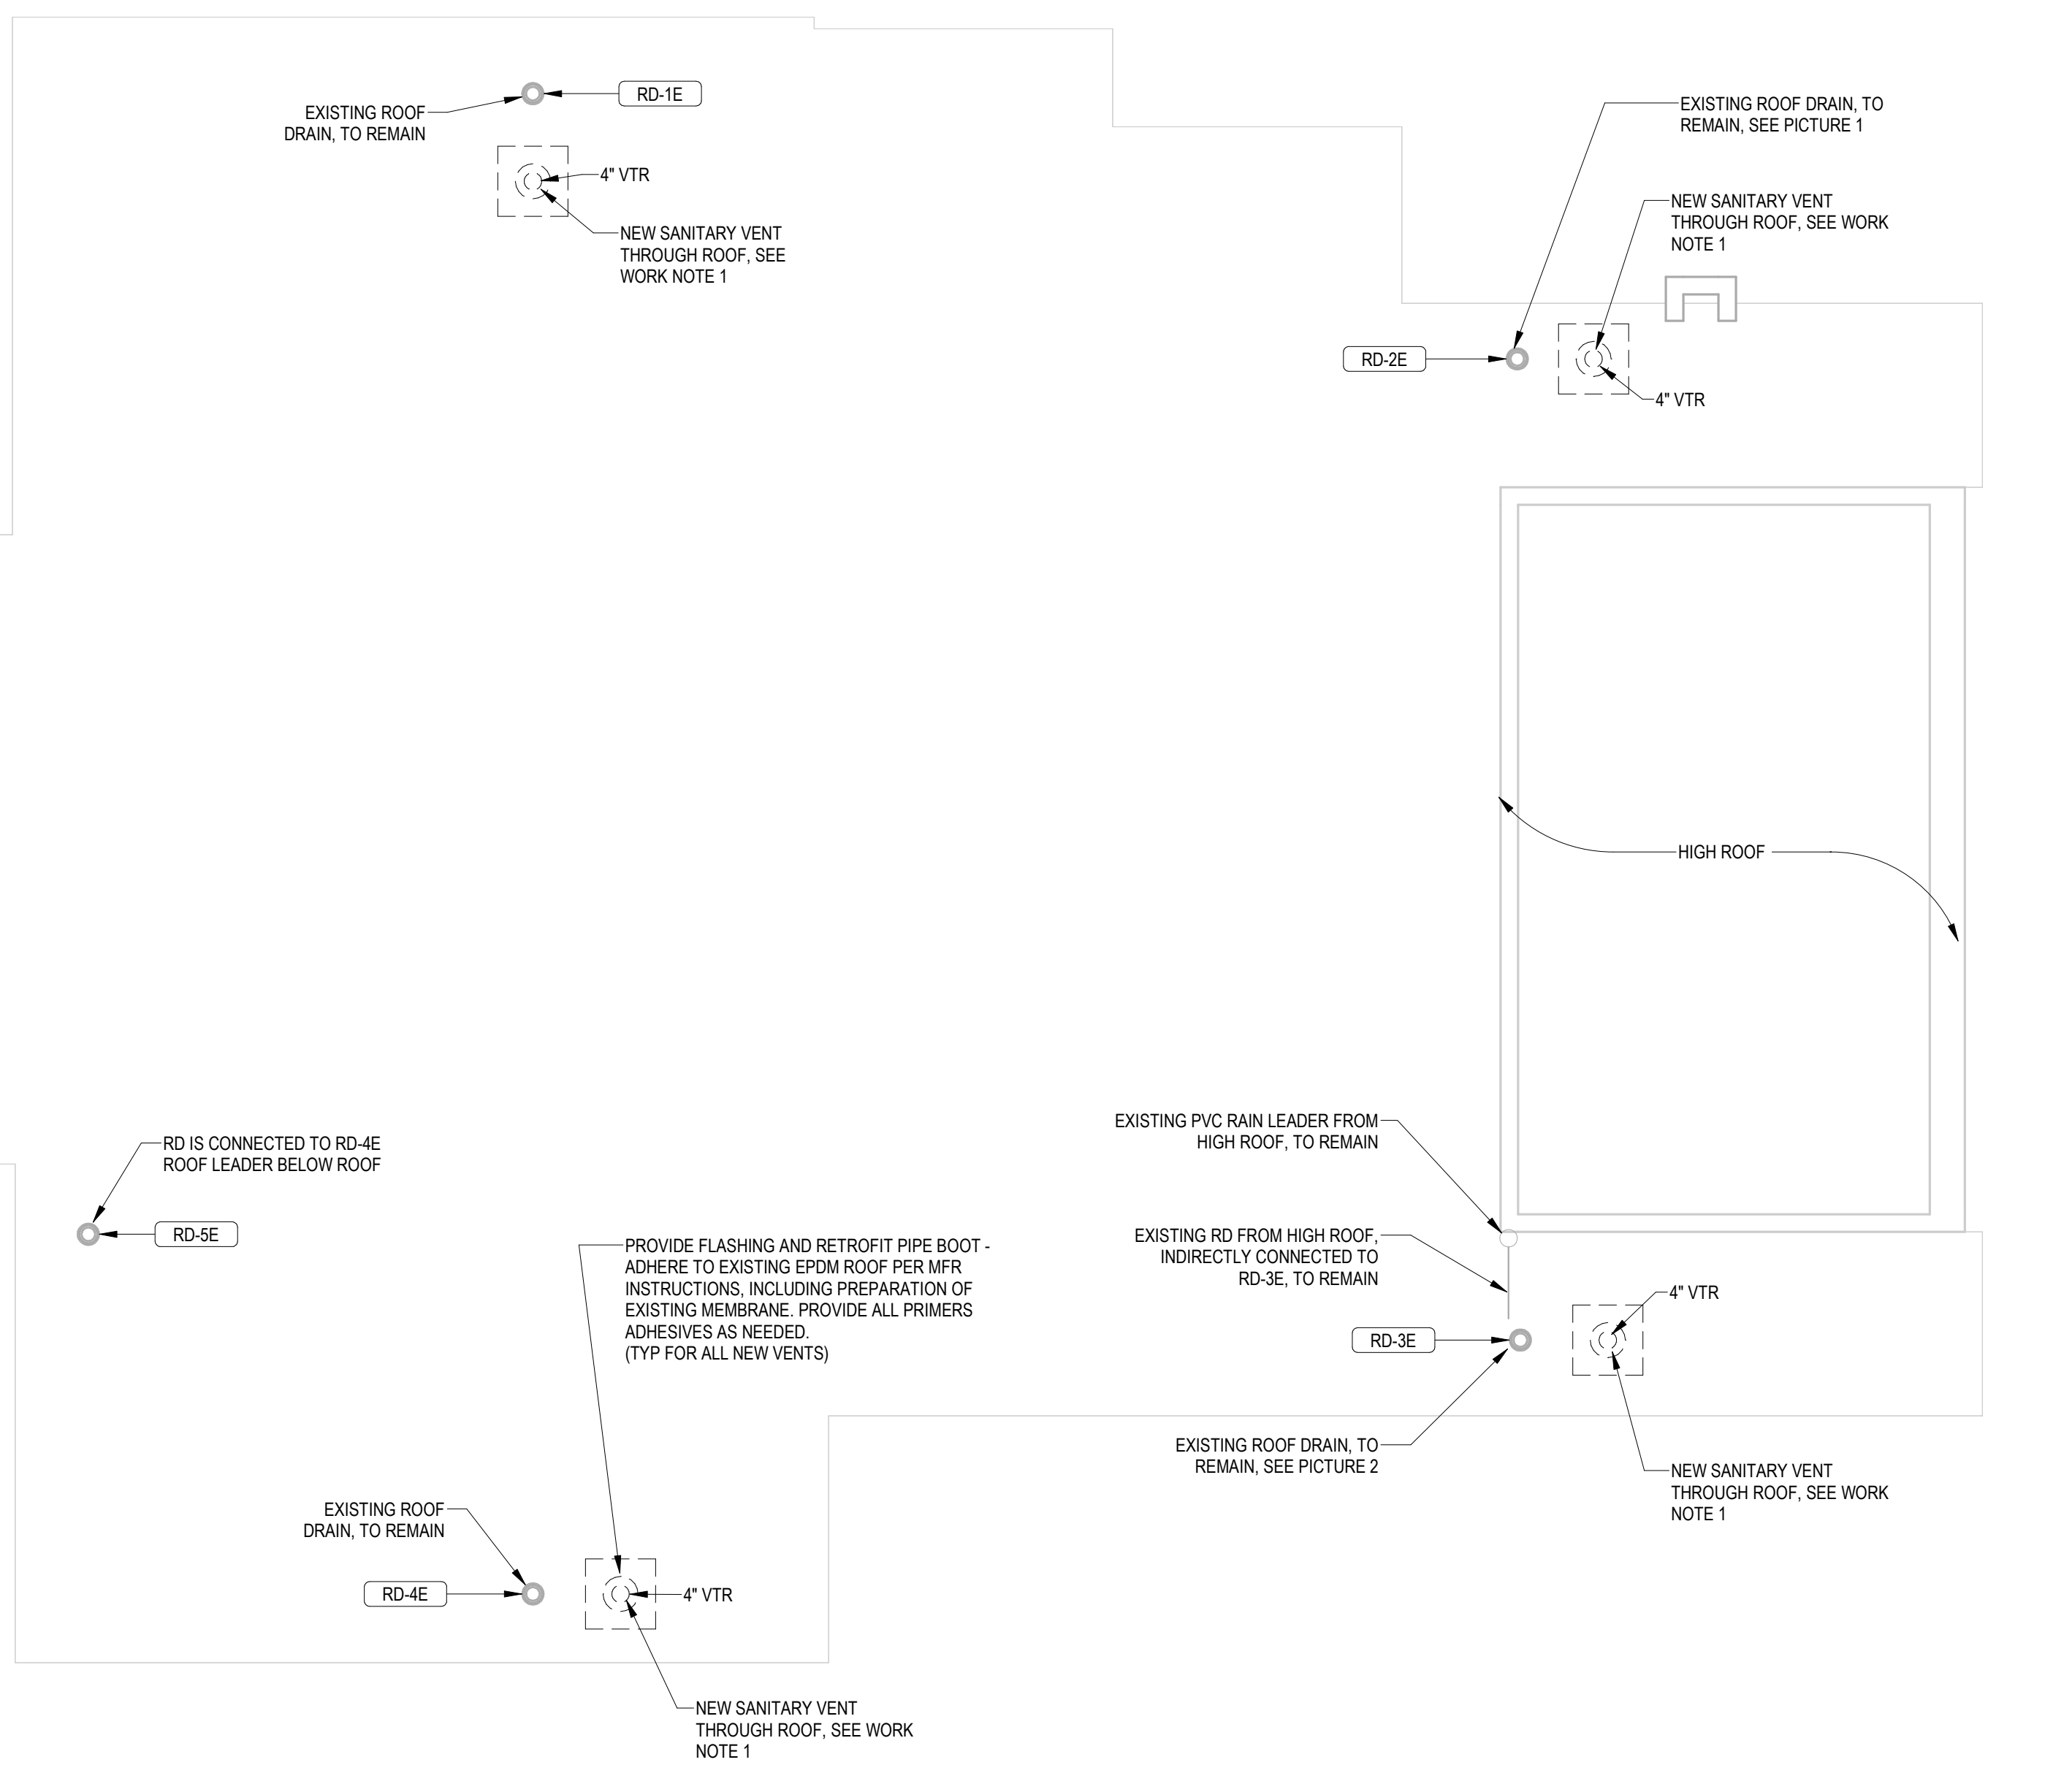 RD-1E
EXISTING ROOF
DRAIN, TO REMAIN
4" VTR
NEW SANITARY VENT
THROUGH ROOF, SEE
WORK NOTE 1
EXISTING ROOF DRAIN, TO
REMAIN, SEE PICTURE 1
NEW SANITARY VENT
THROUGH ROOF, SEE WORK
NOTE 1
RD-2E
4" VTR
HIGH ROOF
EXISTING PVC RAIN LEADER FROM
HIGH ROOF, TO REMAIN
RD IS CONNECTED TO RD-4E
ROOF LEADER BELOW ROOF
RD-5E
PROVIDE FLASHING AND RETROFIT PIPE BOOT -
ADHERE TO EXISTING EPDM ROOF PER MFR
INSTRUCTIONS, INCLUDING PREPARATION OF
EXISTING MEMBRANE. PROVIDE ALL PRIMERS
ADHESIVES AS NEEDED.
(TYP FOR ALL NEW VENTS)
EXISTING RD FROM HIGH ROOF,
INDIRECTLY CONNECTED TO
RD-3E, TO REMAIN
4" VTR
RD-3E
EXISTING ROOF DRAIN, TO
REMAIN, SEE PICTURE 2
NEW SANITARY VENT
THROUGH ROOF, SEE WORK
NOTE 1
EXISTING ROOF
DRAIN, TO REMAIN
RD-4E
4" VTR
NEW SANITARY VENT
THROUGH ROOF, SEE WORK
NOTE 1